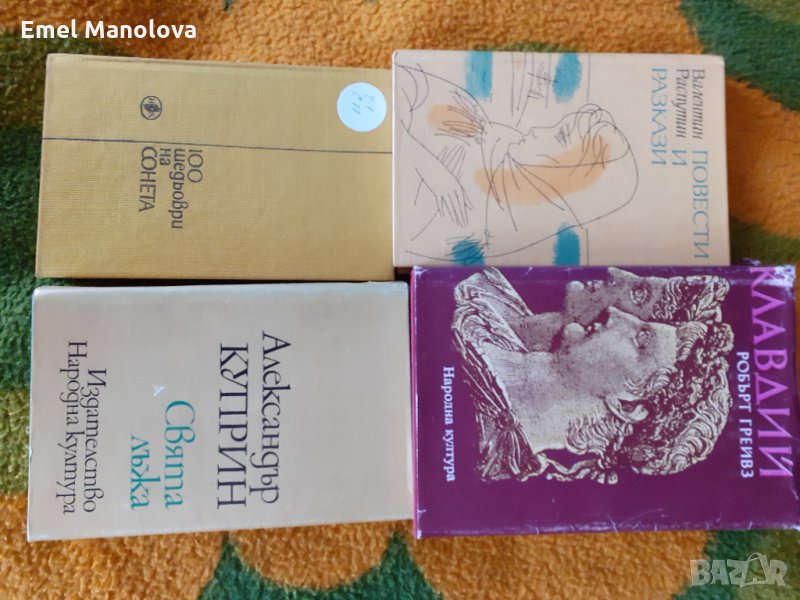 Emel Manolova
100
шедьоври
на
СОНЕТА
Валентин
Распутин
ПОВЕСТИ
И
РАЗКАЗИ
Александър
КУПРИН
Свята
лъжа
Издателство
Народна култура
КЛАВДИЙ
РОБЪРТ ГРЕЙВЗ
Народна култура
BAZAR